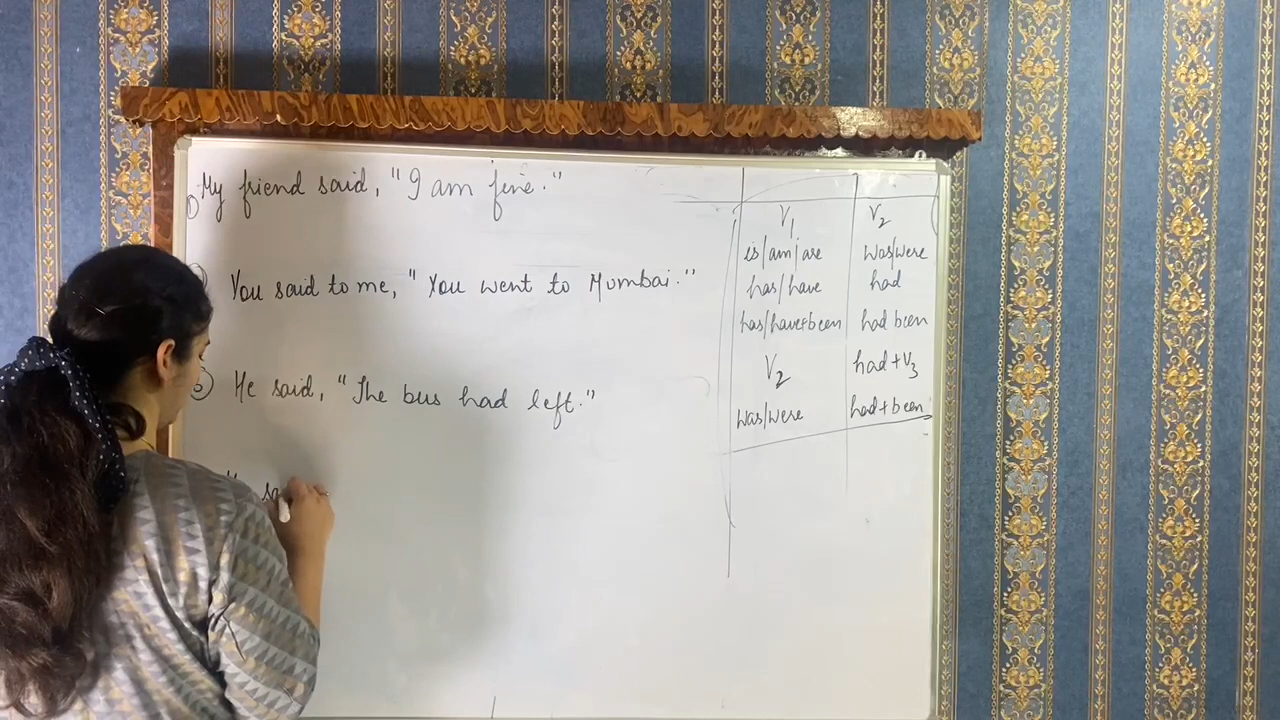 ① My friend said, "I am fine."
You said to me, "You went to Mumbai."
He said, "The bus had left."
V1 V2
is/am/are was/were
has/have had
has/have+been had been
V2 had+V3
was/were had+been